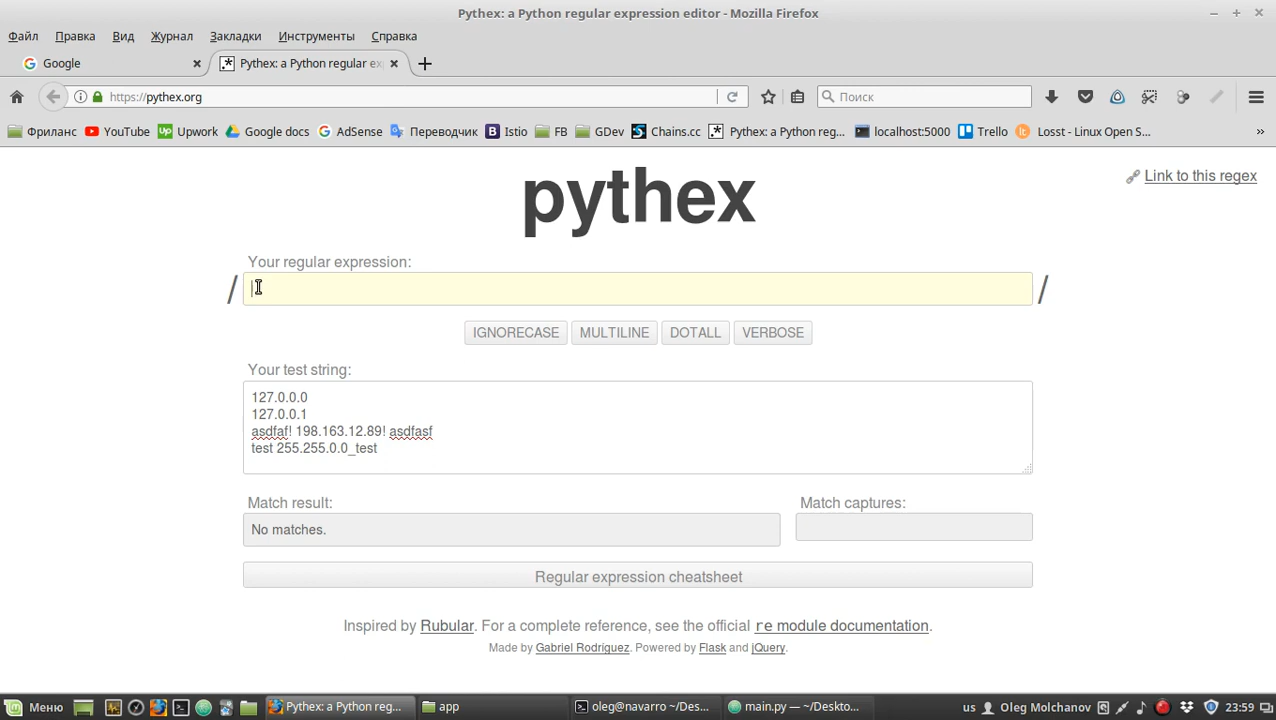 Pythex: a Python regular expression editor - Mozilla Firefox
Файл Правка Вид Журнал Закладки Инструменты Справка
Google Pythex: a Python regular ex
https://pythex.org Поиск
Фриланс YouTube Upwork Google docs AdSense Переводчик Istio FB GDev Chains.cc Pythex: a Python reg... localhost:5000 Trello Losst - Linux Open S... »
pythex
Link to this regex
Your regular expression:
/ /
IGNORECASE MULTILINE DOTALL VERBOSE
Your test string:
127.0.0.0
127.0.0.1
asdfaf! 198.163.12.89! asdfasf
test 255.255.0.0_test
Match result: Match captures:
No matches.
Regular expression cheatsheet
Inspired by Rubular. For a complete reference, see the official re module documentation.
Made by Gabriel Rodríguez. Powered by Flask and jQuery.
Меню Pythex: a Python reg... app oleg@navarro ~/Des... main.py — ~/Deskto... us Oleg Molchanov 23:59